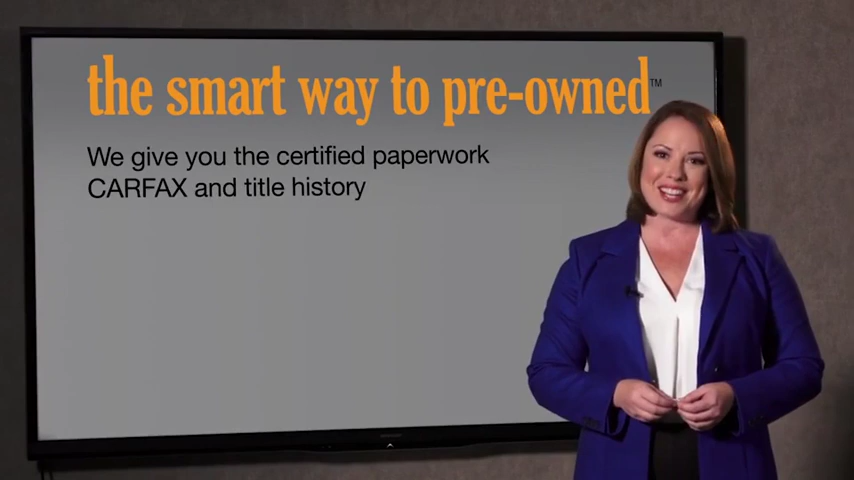 the smart way to pre-owned™
We give you the certified paperwork
CARFAX and title history